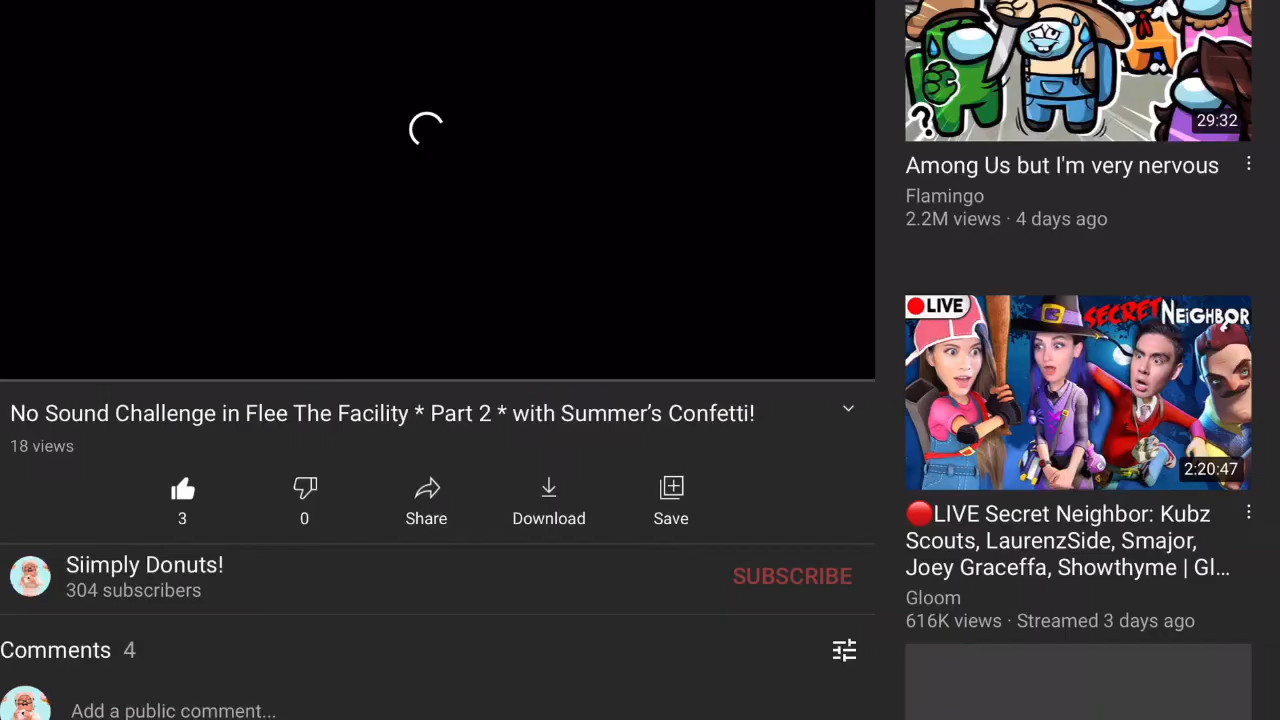 No Sound Challenge in Flee The Facility * Part 2 * with Summer’s Confetti!
18 views
3
0
Share
Download
Save
Siimply Donuts!
304 subscribers
SUBSCRIBE
Comments 4
Add a public comment...
?
29:32
Among Us but I'm very nervous
Flamingo
2.2M views · 4 days ago
LIVE
SECRET NEiGHBOR
2:20:47
🔴LIVE Secret Neighbor: Kubz
Scouts, LaurenzSide, Smajor,
Joey Graceffa, Showthyme | Gl...
Gloom
616K views · Streamed 3 days ago